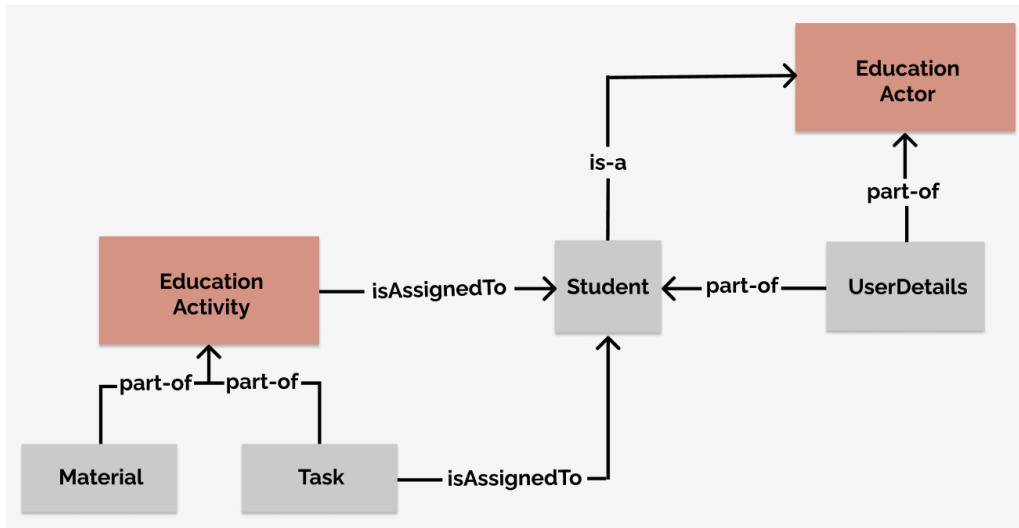 Education
Actor
is-a
part-of
Education
Activity
isAssignedTo
Student
part-of
UserDetails
part-of
part-of
Material
Task
isAssignedTo